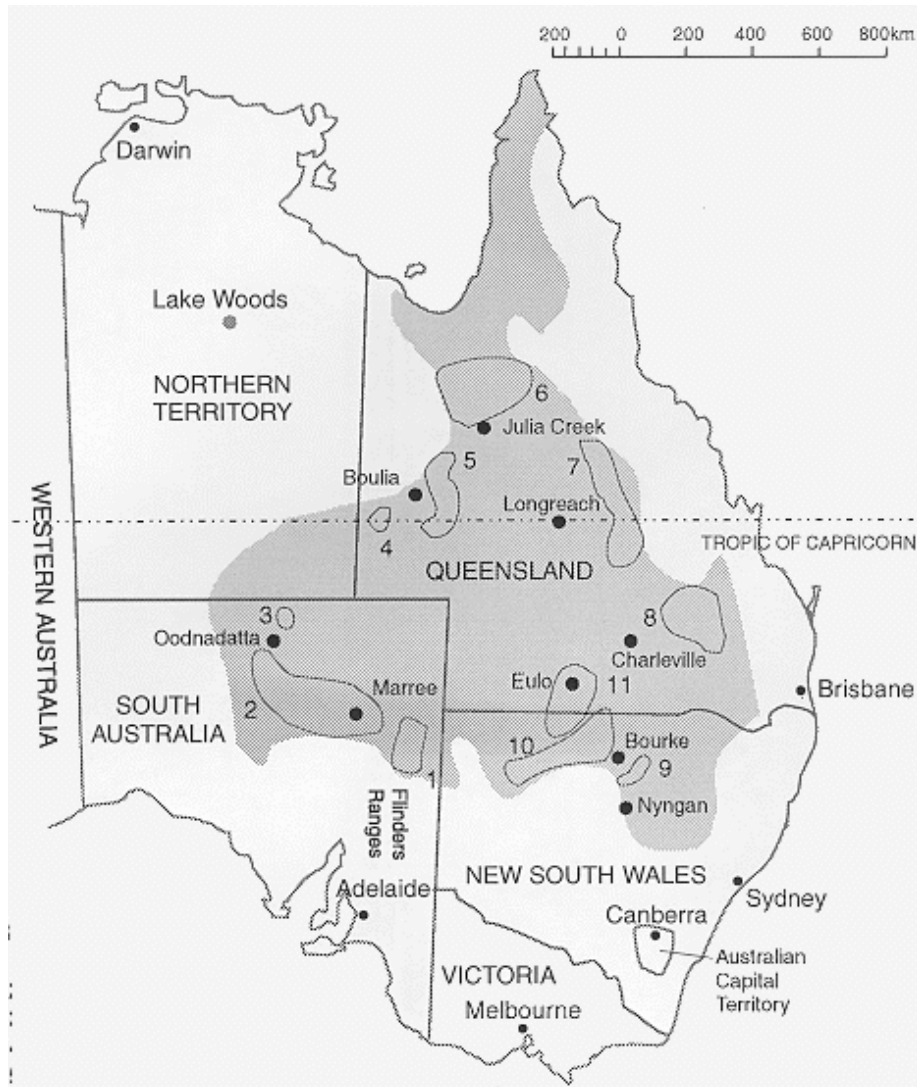 200 0 200 400 600 800km
Darwin
Lake Woods
NORTHERN
TERRITORY
6
Julia Creek
5
7
Boulia
Longreach
4
TROPIC OF CAPRICORN
QUEENSLAND
WESTERN AUSTRALIA
3
8
Oodnadatta
Charleville
Eulo
11
Marree
Brisbane
SOUTH
AUSTRALIA
2
10
Bourke
9
1
Nyngan
Flinders
Ranges
NEW SOUTH WALES
Adelaide
Sydney
Canberra
Australian
Capital
Territory
VICTORIA
Melbourne